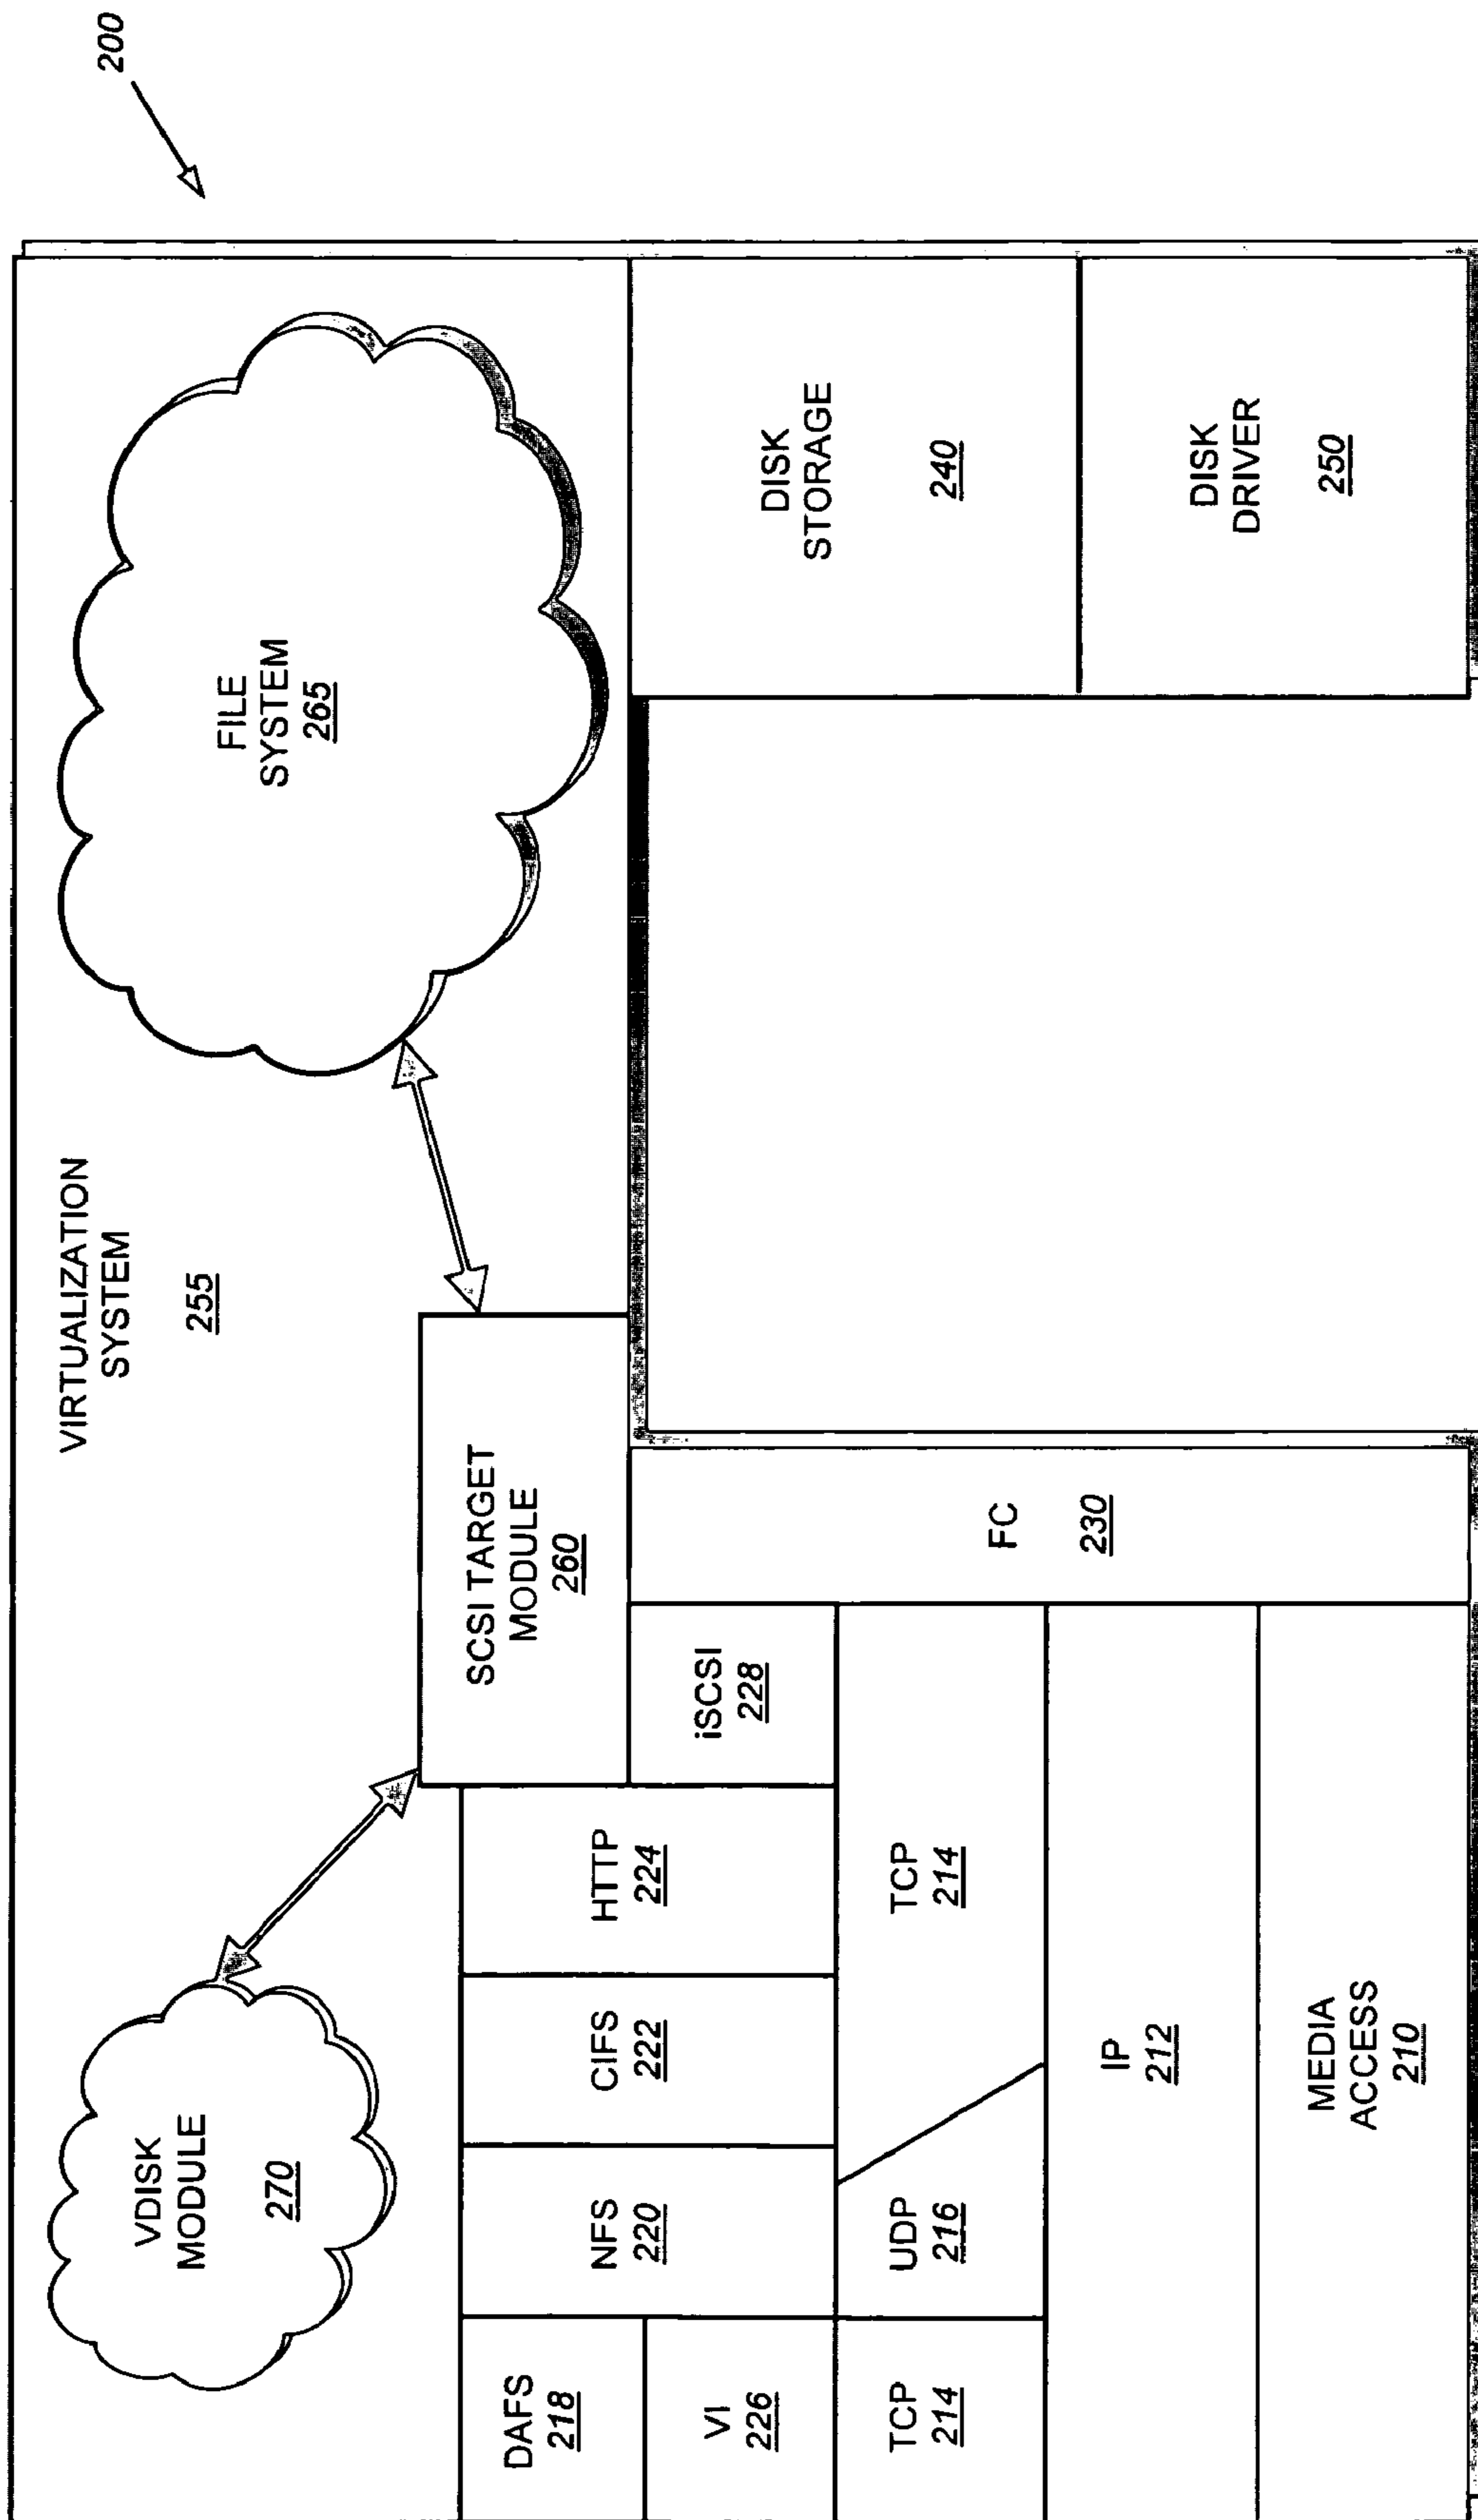 200
VIRTUALIZATION
SYSTEM
255
VDISK
MODULE
270
FILE
SYSTEM
265
SCSI TARGET
MODULE
260
DAFS
218
VI
226
NFS
220
CIFS
222
HTTP
224
iSCSI
228
FC
230
TCP
214
UDP
216
TCP
214
IP
212
MEDIA
ACCESS
210
DISK
STORAGE
240
DISK
DRIVER
250